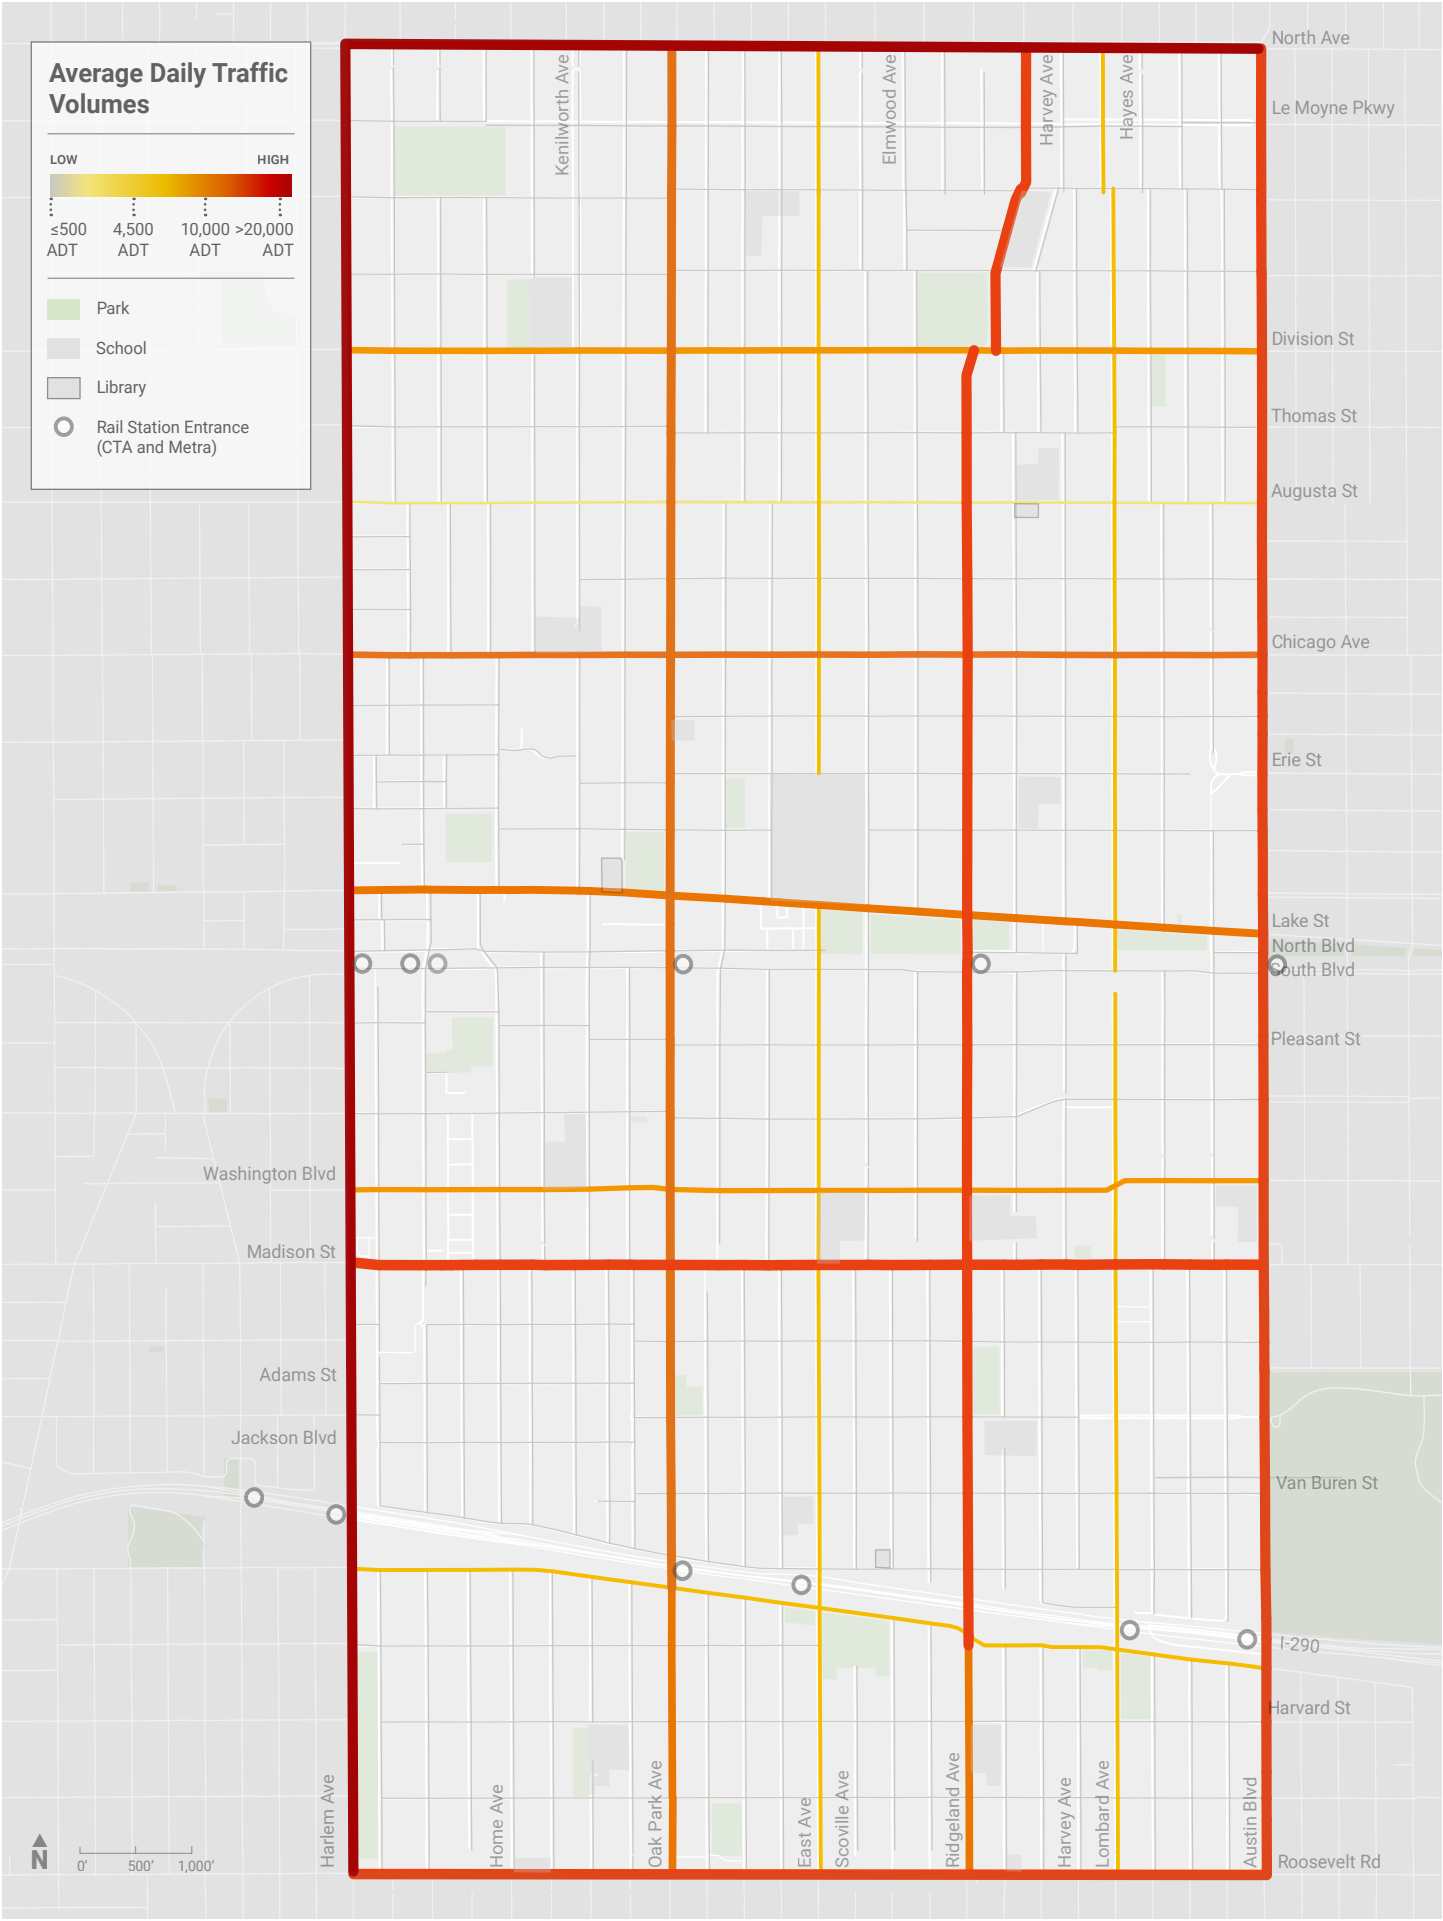 Average Daily Traffic
Volumes
LOW HIGH
≤500 4,500 10,000 >20,000
ADT ADT ADT ADT
Park
School
Library
Rail Station Entrance
(CTA and Metra)
Kenilworth Ave
Elmwood Ave
Harvey Ave
Hayes Ave
North Ave
Le Moyne Pkwy
Division St
Thomas St
Augusta St
Chicago Ave
Erie St
Lake St
North Blvd
South Blvd
Pleasant St
Washington Blvd
Madison St
Adams St
Jackson Blvd
Van Buren St
I-290
Harvard St
Harlem Ave
Home Ave
Oak Park Ave
East Ave
Scoville Ave
Ridgeland Ave
Harvey Ave
Lombard Ave
Austin Blvd
Roosevelt Rd
N
0' 500' 1,000'